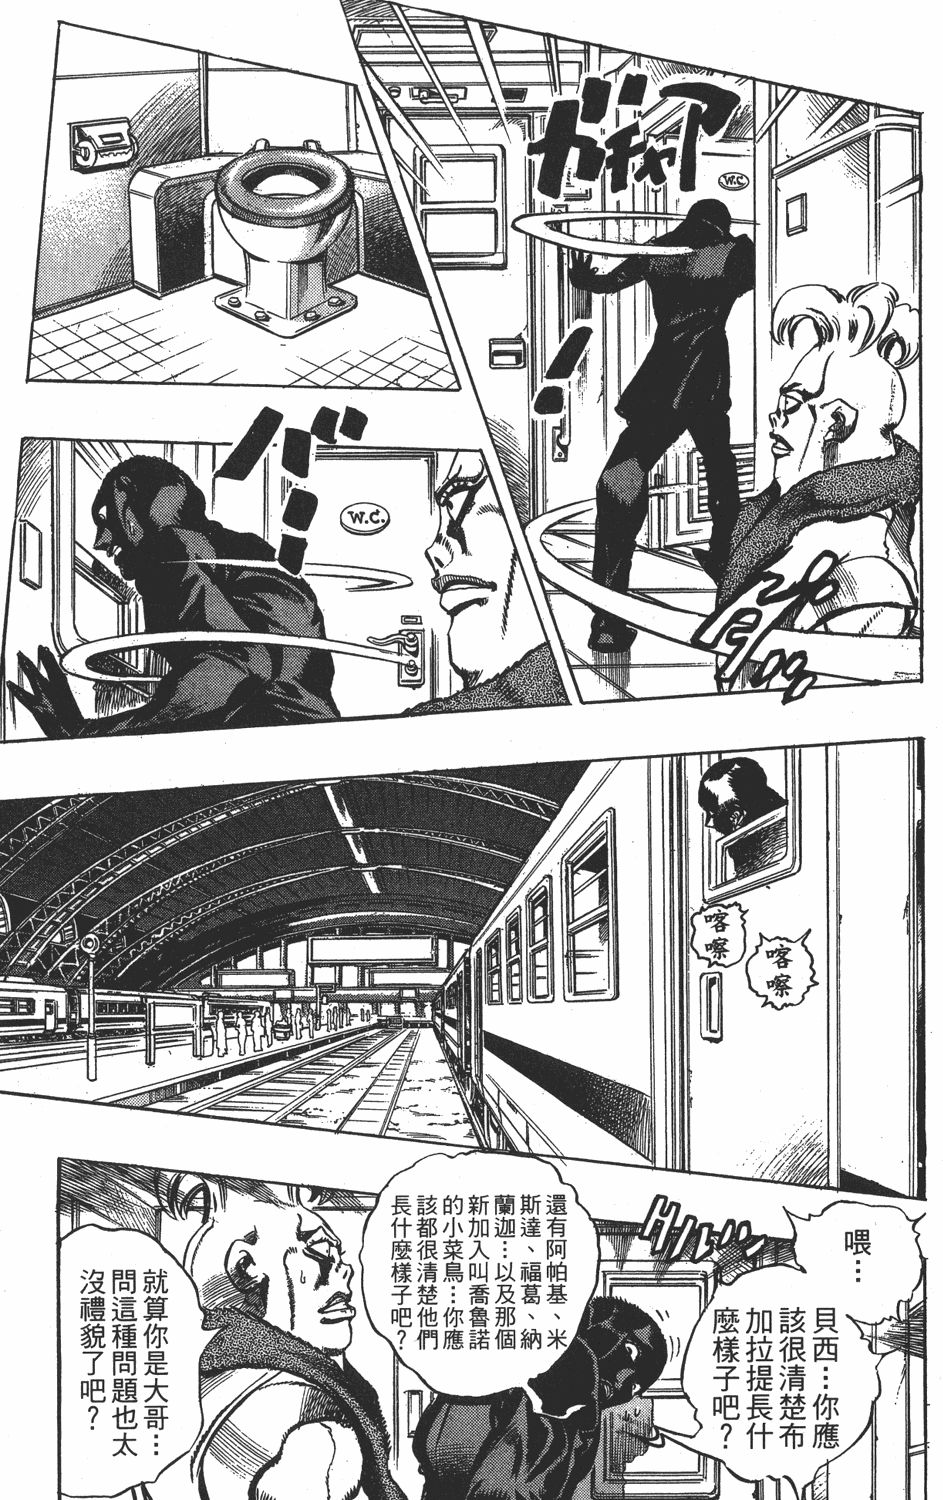 ガチャア
W.C.
クルッ
バ!
W.C.
喀嚓
喀嚓
喂…
貝西…你應
該很清楚布
加拉提長什
麼樣子吧?
還有阿帕基、米
斯達、福葛、納
蘭迦…以及那個
新加入叫喬魯諾
的小菜鳥…你應
該都很清楚他們
長什麼樣子吧?
就算你是大哥…
問這種問題也太
沒禮貌了吧?